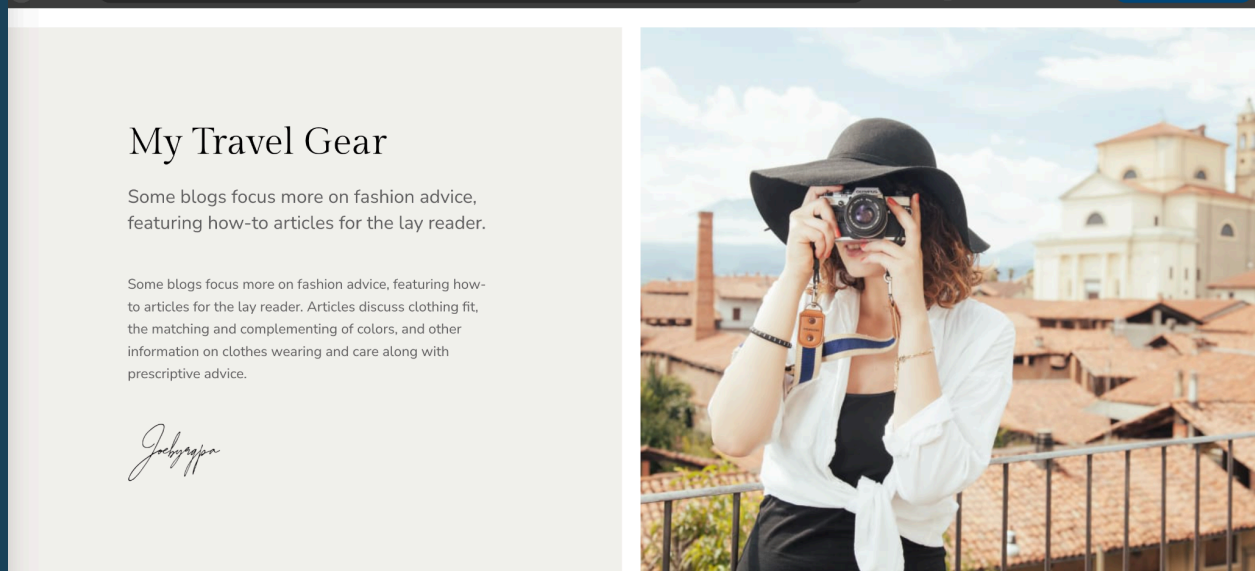 My Travel Gear
Some blogs focus more on fashion advice,
featuring how-to articles for the lay reader.
Some blogs focus more on fashion advice, featuring how-
to articles for the lay reader. Articles discuss clothing fit,
the matching and complementing of colors, and other
information on clothes wearing and care along with
prescriptive advice.